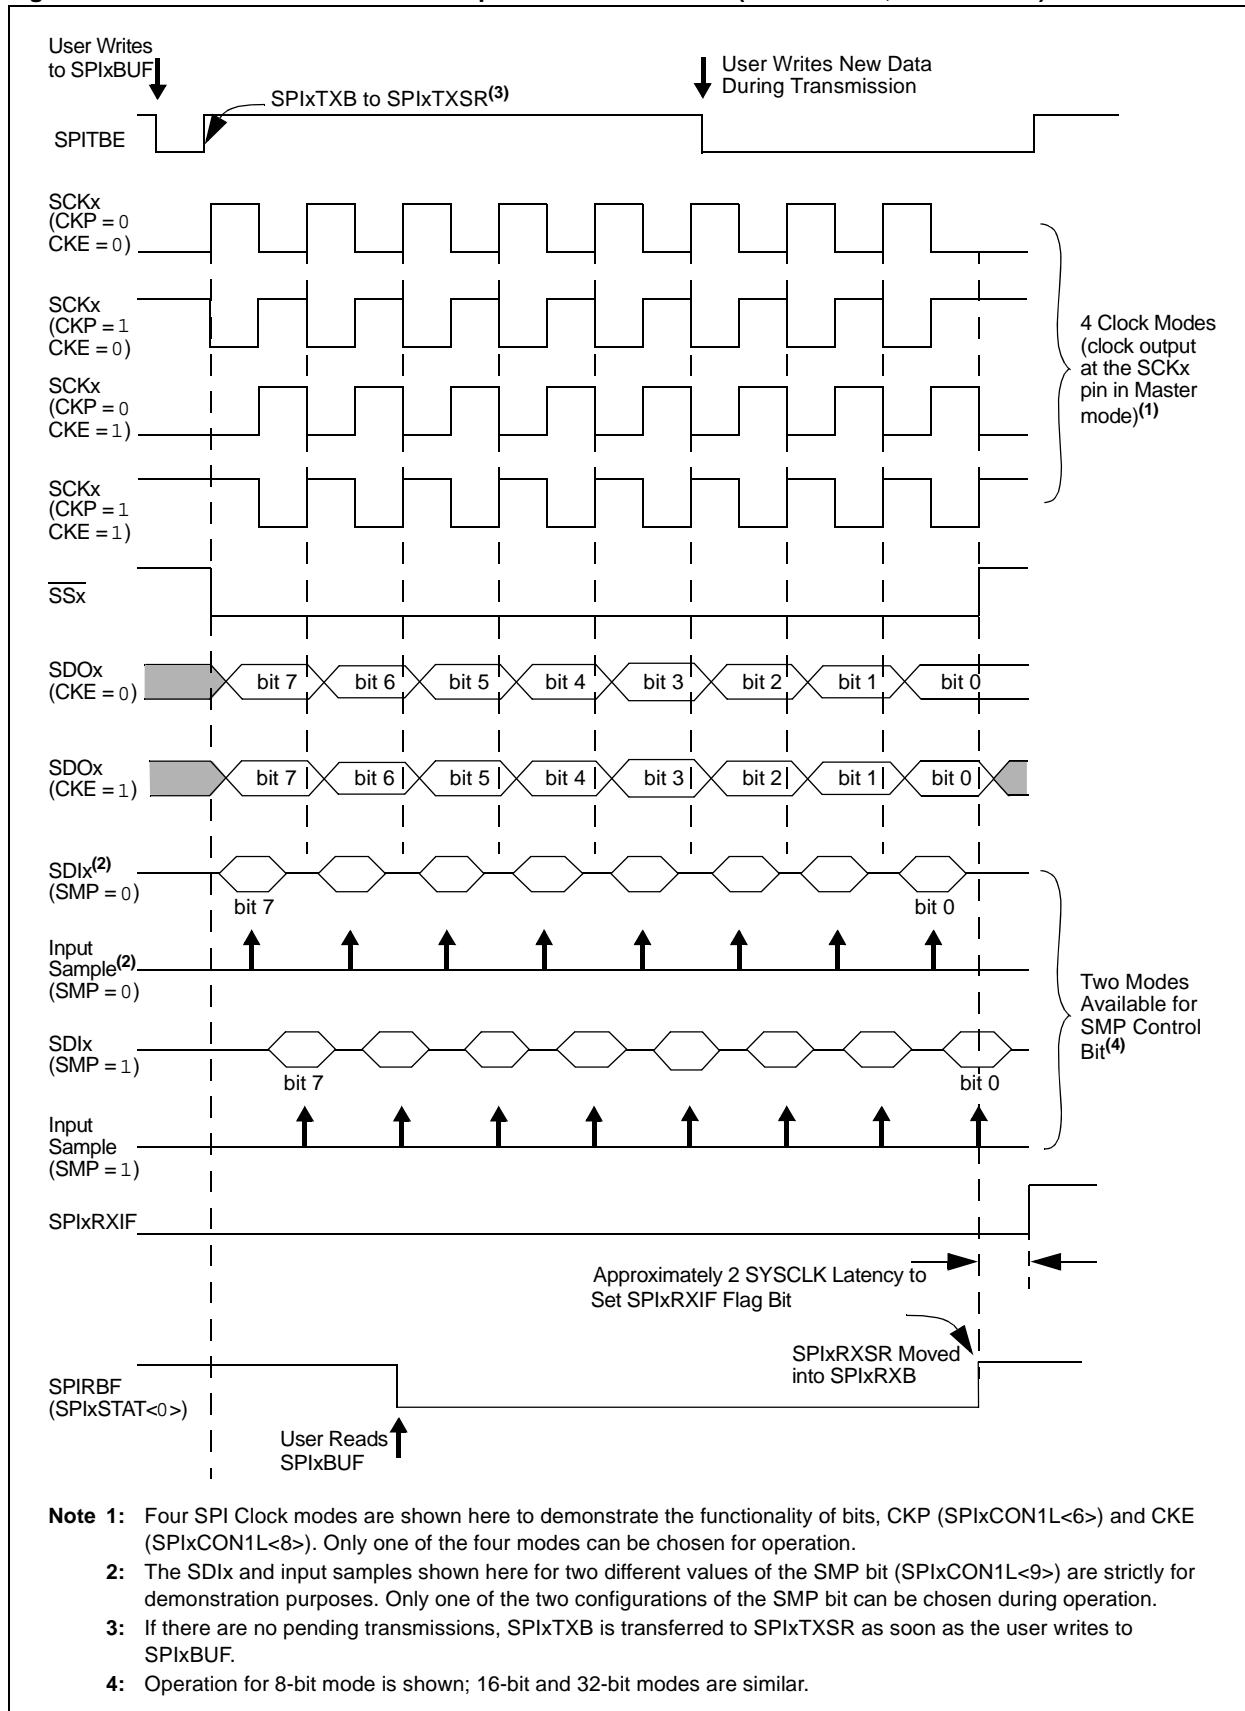 User Writes
to SPIxBUF
User Writes New Data
During Transmission
SPIxTXB to SPIxTXSR(3)
SPITBE
SCKx
(CKP = 0
CKE = 0)
SCKx
(CKP = 1
CKE = 0)
SCKx
(CKP = 0
CKE = 1)
SCKx
(CKP = 1
CKE = 1)
4 Clock Modes
(clock output
at the SCKx
pin in Master
mode)(1)
SSx
SDOx
(CKE = 0)
bit 7 bit 6 bit 5 bit 4 bit 3 bit 2 bit 1 bit 0
SDOx
(CKE = 1)
bit 7 bit 6 bit 5 bit 4 bit 3 bit 2 bit 1 bit 0
SDIx(2)
(SMP = 0)
bit 7 bit 0
Input
Sample(2)
(SMP = 0)
SDIx
(SMP = 1)
bit 7 bit 0
Input
Sample
(SMP = 1)
Two Modes
Available for
SMP Control
Bit(4)
SPIxRXIF
Approximately 2 SYSCLK Latency to
Set SPIxRXIF Flag Bit
SPIxRXSR Moved
into SPIxRXB
SPIRBF
(SPIxSTAT<0>)
User Reads
SPIxBUF
Note 1: Four SPI Clock modes are shown here to demonstrate the functionality of bits, CKP (SPIxCON1L<6>) and CKE
(SPIxCON1L<8>). Only one of the four modes can be chosen for operation.
2: The SDIx and input samples shown here for two different values of the SMP bit (SPIxCON1L<9>) are strictly for
demonstration purposes. Only one of the two configurations of the SMP bit can be chosen during operation.
3: If there are no pending transmissions, SPIxTXB is transferred to SPIxTXSR as soon as the user writes to
SPIxBUF.
4: Operation for 8-bit mode is shown; 16-bit and 32-bit modes are similar.